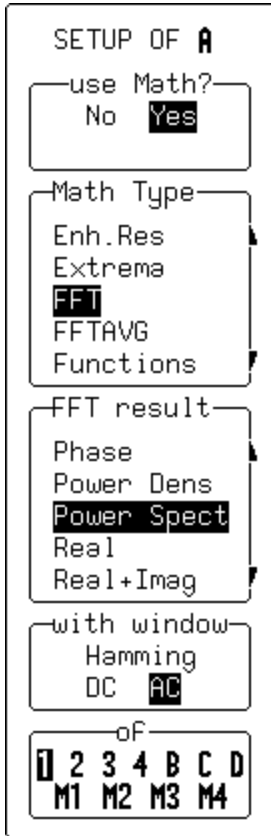 SETUP OF A
use Math?
No Yes
Math Type
Enh.Res
Extrema
FFT
FFTAVG
Functions
FFT result
Phase
Power Dens
Power Spect
Real
Real+Imag
with window
Hamming
DC AC
of
1 2 3 4 B C D
M1 M2 M3 M4